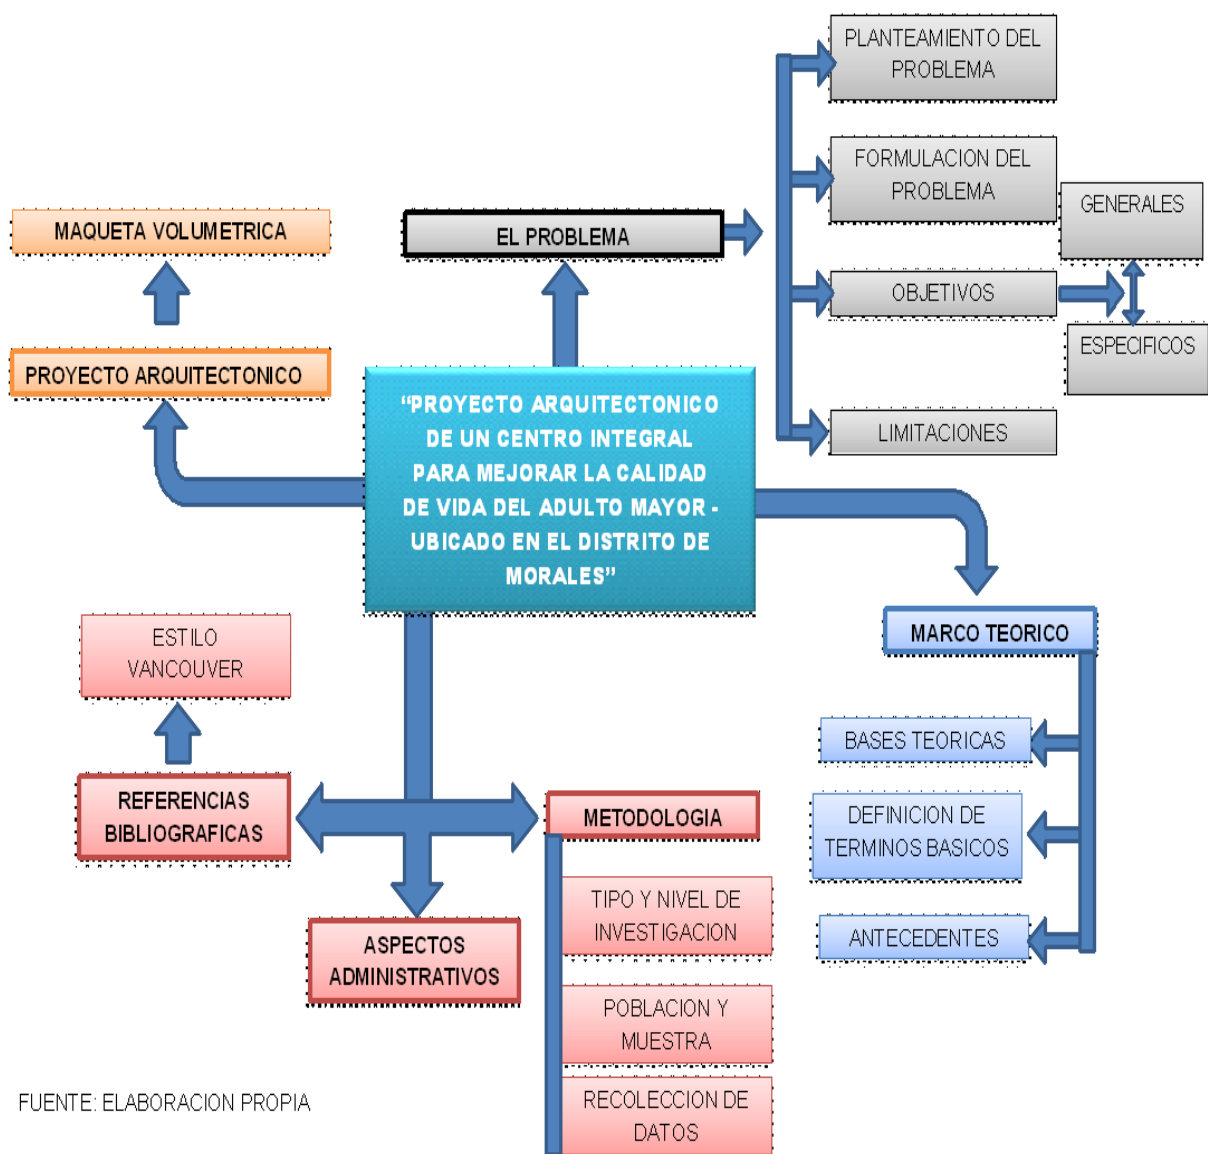 PLANTEAMIENTO DEL
PROBLEMA
FORMULACION DEL
PROBLEMA
GENERALES
MAQUETA VOLUMETRICA
EL PROBLEMA
OBJETIVOS
ESPECIFICOS
PROYECTO ARQUITECTONICO
LIMITACIONES
“PROYECTO ARQUITECTONICO
DE UN CENTRO INTEGRAL
PARA MEJORAR LA CALIDAD
DE VIDA DEL ADULTO MAYOR -
UBICADO EN EL DISTRITO DE
MORALES”
ESTILO
VANCOUVER
MARCO TEORICO
BASES TEORICAS
REFERENCIAS
BIBLIOGRAFICAS
METODOLOGIA
DEFINICION DE
TERMINOS BASICOS
TIPO Y NIVEL DE
INVESTIGACION
ANTECEDENTES
ASPECTOS
ADMINISTRATIVOS
POBLACION Y
MUESTRA
RECOLECCION DE
DATOS
FUENTE: ELABORACION PROPIA